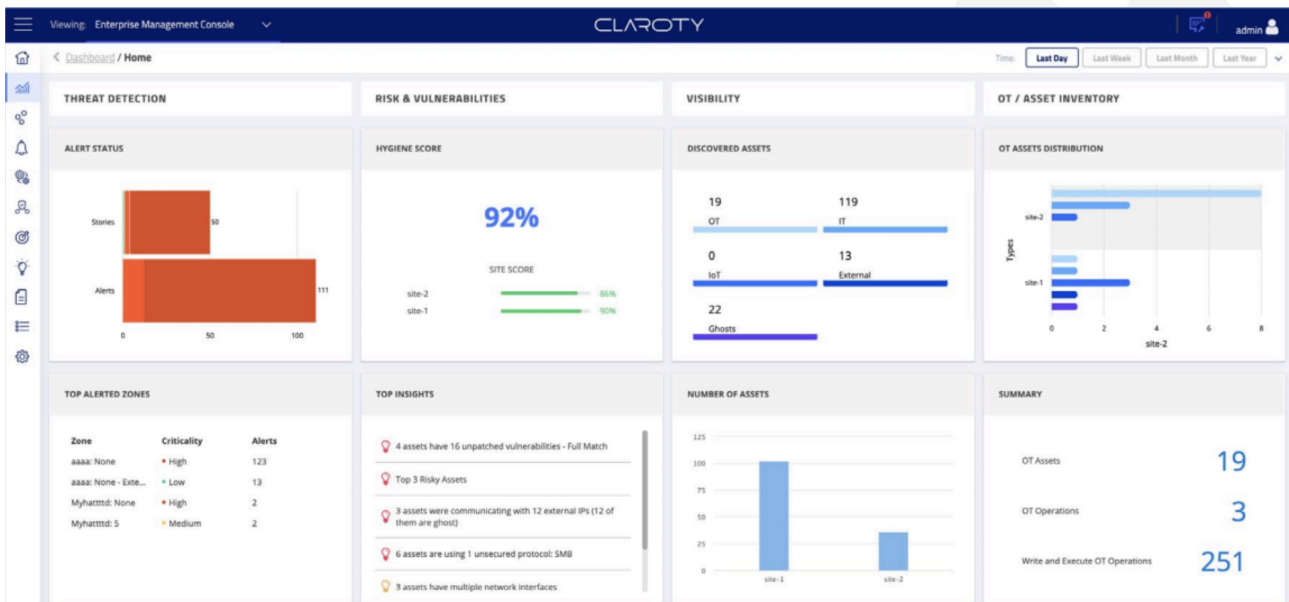 Viewing: Enterprise Management Console
CLAROTY
admin
Dashboard / Home
Time: Last Day Last Week Last Month Last Year
THREAT DETECTION
RISK & VULNERABILITIES
VISIBILITY
OT / ASSET INVENTORY
ALERT STATUS
Stories
50
Alerts
111
0 50 100
HYGIENE SCORE
92%
SITE SCORE
site-2 86%
site-1 90%
DISCOVERED ASSETS
19 119
OT IT
0 13
IoT External
22
Ghosts
OT ASSETS DISTRIBUTION
Types
site-2
site-1
0 2 4 6 8
site-2
TOP ALERTED ZONES
Zone Criticality Alerts
aaaa: None High 123
aaaa: None - Exte... Low 13
Myhattttd: None High 2
Myhattttd: 5 Medium 2
TOP INSIGHTS
4 assets have 16 unpatched vulnerabilities - Full Match
Top 3 Risky Assets
3 assets were communicating with 12 external IPs (12 of
them are ghost)
6 assets are using 1 unsecured protocol: SMB
3 assets have multiple network interfaces
NUMBER OF ASSETS
125
100
75
50
25
0
site-1 site-2
SUMMARY
OT Assets 19
OT Operations 3
Write and Execute OT Operations 251